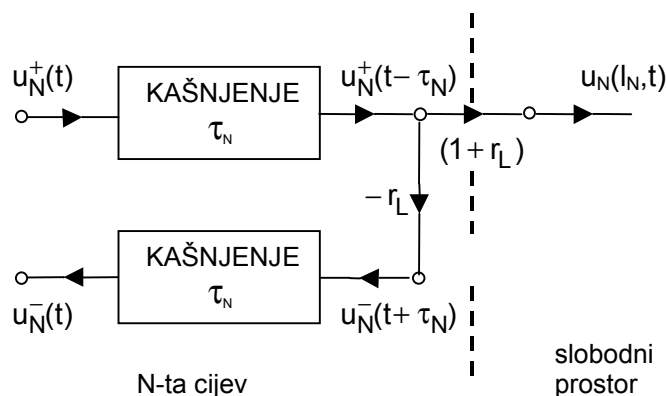 u_N^+(t)
KAŠNJENJE
τ_N
u_N^+(t– τ_N)
u_N(l_N,t)
(1 + r_L)
– r_L
KAŠNJENJE
τ_N
u_N^–(t)
u_N^–(t+ τ_N)
N-ta cijev
slobodni
prostor